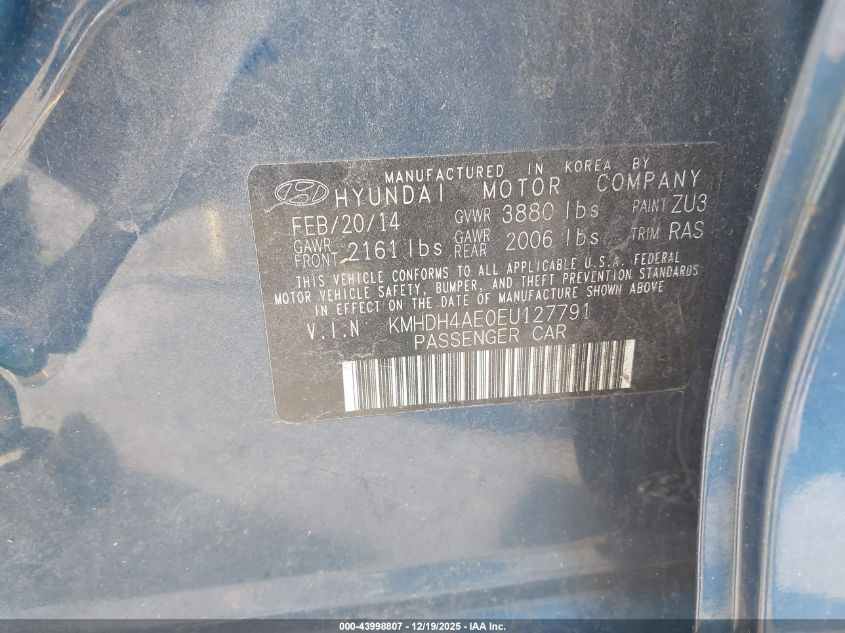 MANUFACTURED IN KOREA BY
HYUNDAI MOTOR COMPANY
FEB/20/14 GVWR 3880 lbs PAINT ZU3
GAWR FRONT 2161 lbs GAWR REAR 2006 lbs TRIM RAS
THIS VEHICLE CONFORMS TO ALL APPLICABLE U.S.A. FEDERAL
MOTOR VEHICLE SAFETY, BUMPER, AND THEFT PREVENTION STANDARDS
IN EFFECT ON THE DATE OF MANUFACTURE SHOWN ABOVE
V.I.N KMHDH4AE0EU127791
PASSENGER CAR
000-43998807 - 12/19/2025 - IAA Inc.